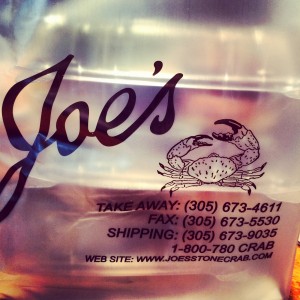 Joe's
TAKE AWAY: (305) 673-4611
FAX: (305) 673-5530
SHIPPING: (305) 673-9035
1-800-780 CRAB
WEB SITE: WWW.JOESSTONECRAB.COM